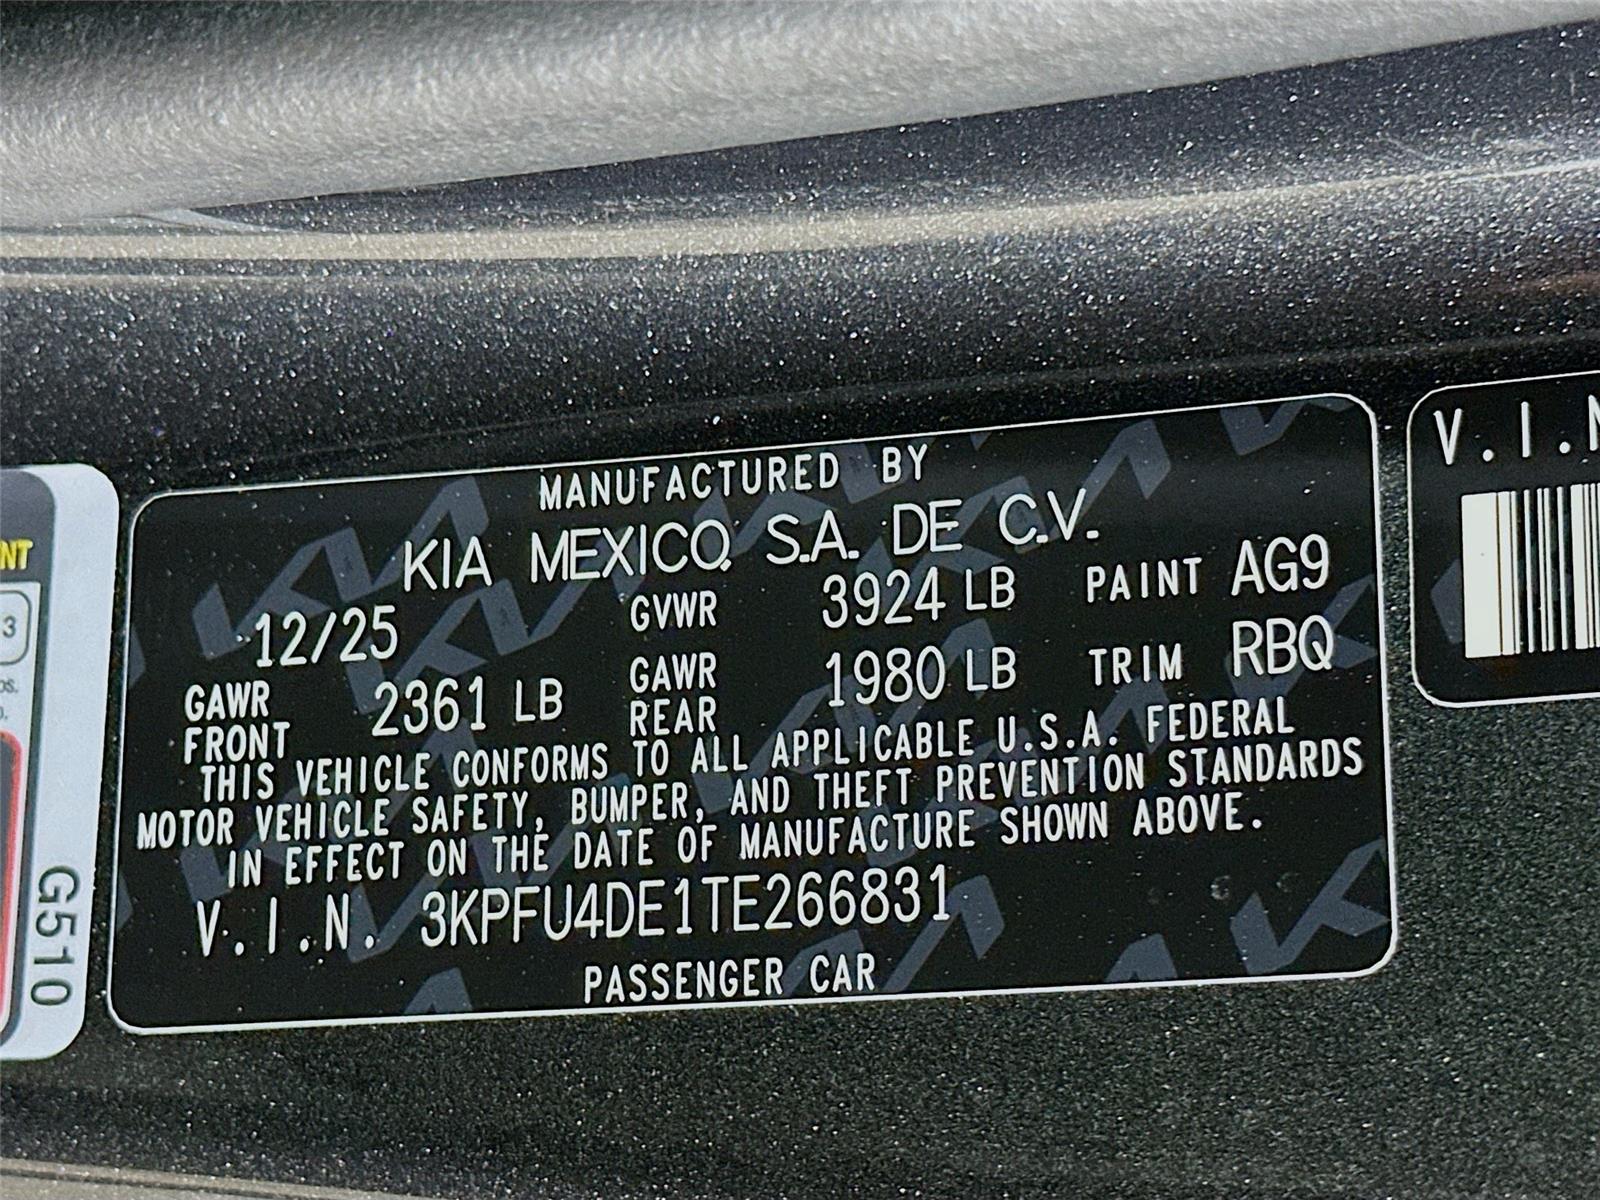 MANUFACTURED BY
KIA MEXICO, S.A. DE C.V.
12/25 GVWR 3924 LB PAINT AG9
GAWR FRONT 2361 LB GAWR REAR 1980 LB TRIM RBQ
THIS VEHICLE CONFORMS TO ALL APPLICABLE U.S.A. FEDERAL
MOTOR VEHICLE SAFETY, BUMPER, AND THEFT PREVENTION STANDARDS
IN EFFECT ON THE DATE OF MANUFACTURE SHOWN ABOVE.
V.I.N. 3KPFU4DE1TE266831
PASSENGER CAR
NT
3
G510
V.I.N